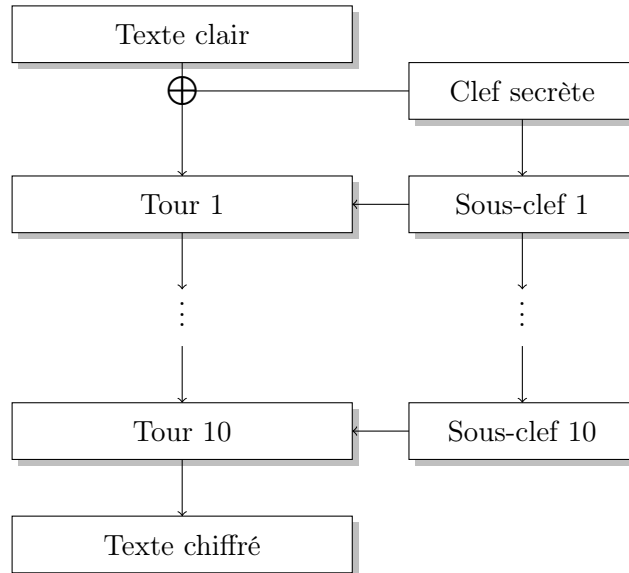 Texte clair
Clef secrète
Tour 1
Sous-clef 1
⋮
⋮
Tour 10
Sous-clef 10
Texte chiffré